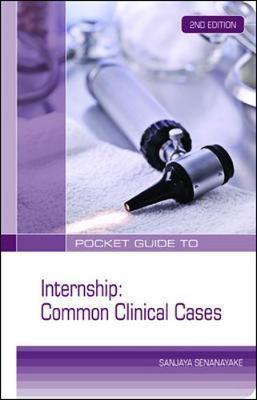 2ND EDITION
POCKET GUIDE TO
Internship:
Common Clinical Cases
SANJAYA SENANAYAKE